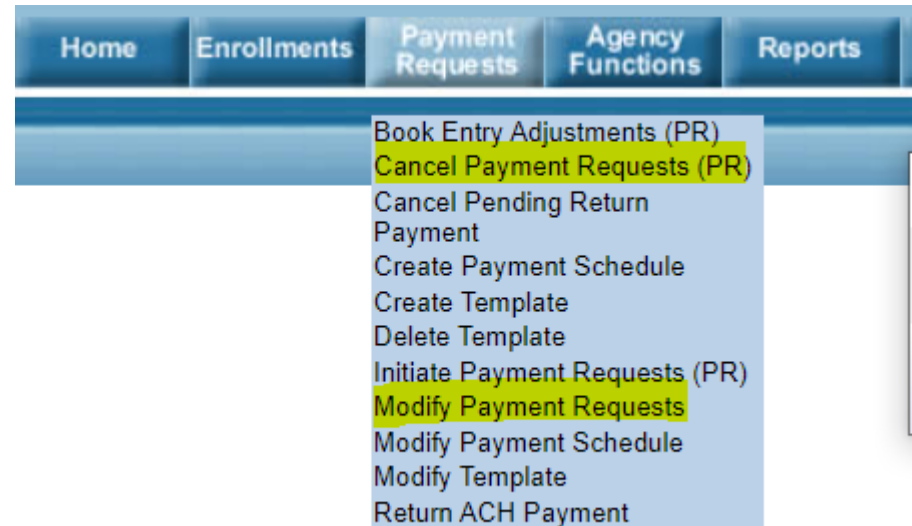 Home
Enrollments
Payment
Requests
Agency
Functions
Reports
Book Entry Adjustments (PR)
Cancel Payment Requests (PR)
Cancel Pending Return
Payment
Create Payment Schedule
Create Template
Delete Template
Initiate Payment Requests (PR)
Modify Payment Requests
Modify Payment Schedule
Modify Template
Return ACH Payment